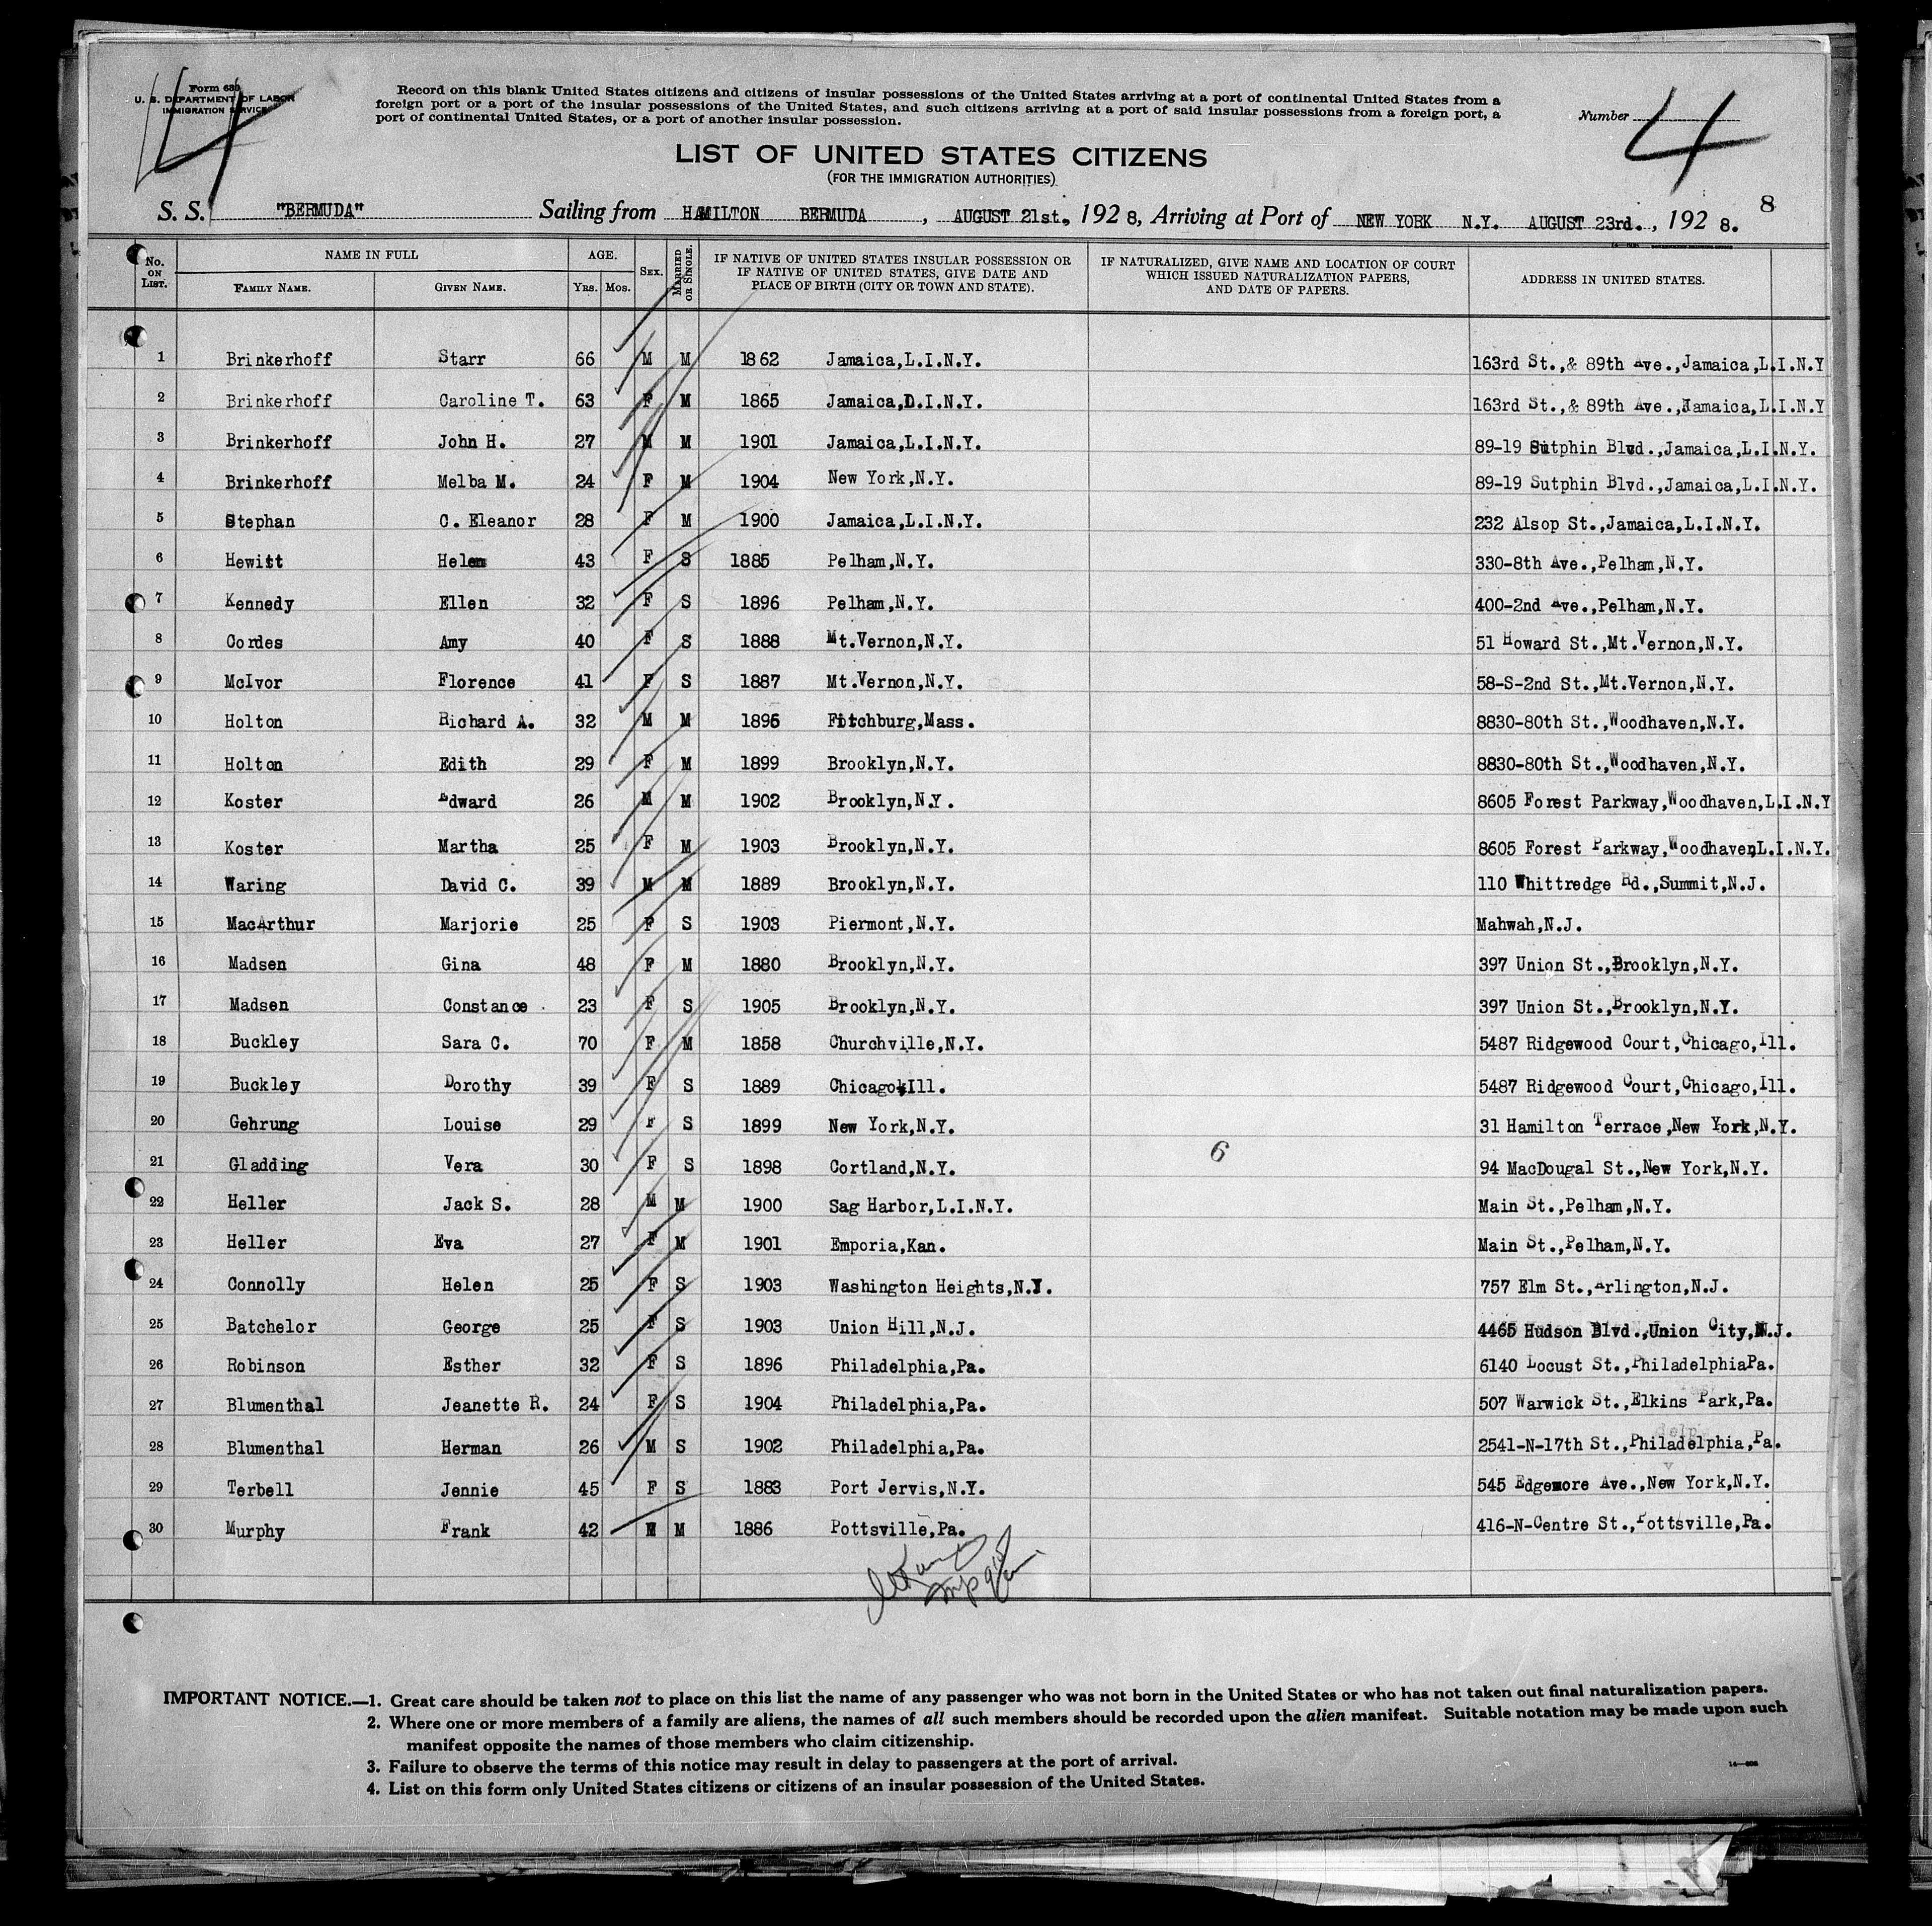 Form 630
U. S. DEPARTMENT OF LABOR
IMMIGRATION SERVICE
4
Record on this blank United States citizens and citizens of insular possessions of the United States arriving at a port of continental United States from a
foreign port or a port of the insular possessions of the United States, and such citizens arriving at a port of said insular possessions from a foreign port, a
port of continental United States, or a port of another insular possession.
Number 4
LIST OF UNITED STATES CITIZENS
(FOR THE IMMIGRATION AUTHORITIES)
8
S. S. "BERMUDA" Sailing from HAMILTON BERMUDA , AUGUST 21st., 192 8, Arriving at Port of NEW YORK N.Y. AUGUST 23rd. , 192 8.
No. ON LIST. NAME IN FULL FAMILY NAME. GIVEN NAME. AGE. YRS. MOS. SEX. MARRIED OR SINGLE. IF NATIVE OF UNITED STATES INSULAR POSSESSION OR IF NATIVE OF UNITED STATES, GIVE DATE AND PLACE OF BIRTH (CITY OR TOWN AND STATE). IF NATURALIZED, GIVE NAME AND LOCATION OF COURT WHICH ISSUED NATURALIZATION PAPERS, AND DATE OF PAPERS. ADDRESS IN UNITED STATES.
1 Brinkerhoff Starr 66 M M 1862 Jamaica,L.I.N.Y. 163rd St.,& 89th Ave.,Jamaica,L.I.N.Y
2 Brinkerhoff Caroline T. 63 F M 1865 Jamaica,L.I.N.Y. 163rd St.,& 89th Ave.,Jamaica,L.I.N.Y
3 Brinkerhoff John H. 27 M M 1901 Jamaica,L.I.N.Y. 89-19 Sutphin Blvd.,Jamaica,L.I.N.Y.
4 Brinkerhoff Melba M. 24 F M 1904 New York,N.Y. 89-19 Sutphin Blvd.,Jamaica,L.I.N.Y.
5 Stephan C. Eleanor 28 F M 1900 Jamaica,L.I.N.Y. 232 Alsop St.,Jamaica,L.I.N.Y.
6 Hewitt Helen 43 F S 1885 Pelham,N.Y. 330-8th Ave.,Pelham,N.Y.
7 Kennedy Ellen 32 F S 1896 Pelham,N.Y. 400-2nd Ave.,Pelham,N.Y.
8 Cordes Amy 40 F S 1888 Mt.Vernon,N.Y. 51 Howard St.,Mt.Vernon,N.Y.
9 McIvor Florence 41 F S 1887 Mt.Vernon,N.Y. 58-S-2nd St.,Mt.Vernon,N.Y.
10 Holton Richard A. 32 M M 1896 Fitchburg,Mass. 8830-80th St.,Woodhaven,N.Y.
11 Holton Edith 29 F M 1899 Brooklyn,N.Y. 8830-80th St.,Woodhaven,N.Y.
12 Koster Edward 26 M M 1902 Brooklyn,N.Y. 8605 Forest Parkway,Woodhaven,L.I.N.Y
13 Koster Martha 25 F M 1903 Brooklyn,N.Y. 8605 Forest Parkway,Woodhaven,L.I.N.Y.
14 Waring David C. 39 M M 1889 Brooklyn,N.Y. 110 Whittredge Rd.,Summit,N.J.
15 MacArthur Marjorie 25 F S 1903 Piermont,N.Y. Mahwah,N.J.
16 Madsen Gina 48 F M 1880 Brooklyn,N.Y. 397 Union St.,Brooklyn,N.Y.
17 Madsen Constance 23 F S 1905 Brooklyn,N.Y. 397 Union St.,Brooklyn,N.Y.
18 Buckley Sara C. 70 F M 1858 Churchville,N.Y. 5487 Ridgewood Court,Chicago,Ill.
19 Buckley Dorothy 39 F S 1889 Chicago,Ill. 5487 Ridgewood Court,Chicago,Ill.
20 Gehrung Louise 29 F S 1899 New York,N.Y. 31 Hamilton Terrace,New York,N.Y.
6
21 Gladding Vera 30 F S 1898 Cortland,N.Y. 94 MacDougal St.,New York,N.Y.
22 Heller Jack S. 28 M M 1900 Sag Harbor,L.I.N.Y. Main St.,Pelham,N.Y.
23 Heller Eva 27 F M 1901 Emporia,Kan. Main St.,Pelham,N.Y.
24 Connolly Helen 25 F S 1903 Washington Heights,N.Y. 757 Elm St.,Arlington,N.J.
25 Batchelor George 25 F S 1903 Union Hill,N.J. 4465 Hudson Blvd.,Union City,N.J.
26 Robinson Esther 32 F S 1896 Philadelphia,Pa. 6140 Locust St.,PhiladelphiaPa.
27 Blumenthal Jeanette R. 24 F S 1904 Philadelphia,Pa. 507 Warwick St.,Elkins Park,Pa.
28 Blumenthal Herman 26 M S 1902 Philadelphia,Pa. 2541-N-17th St.,Philadelphia,Pa.
29 Terbell Jennie 45 F S 1883 Port Jervis,N.Y. 545 Edgemore Ave.,New York,N.Y.
30 Murphy Frank 42 M M 1886 Pottsville,Pa. 416-N-Centre St.,Pottsville,Pa.
IMPORTANT NOTICE.—1. Great care should be taken not to place on this list the name of any passenger who was not born in the United States or who has not taken out final naturalization papers.
2. Where one or more members of a family are aliens, the names of all such members should be recorded upon the alien manifest. Suitable notation may be made upon such
manifest opposite the names of those members who claim citizenship.
3. Failure to observe the terms of this notice may result in delay to passengers at the port of arrival.
4. List on this form only United States citizens or citizens of an insular possession of the United States.